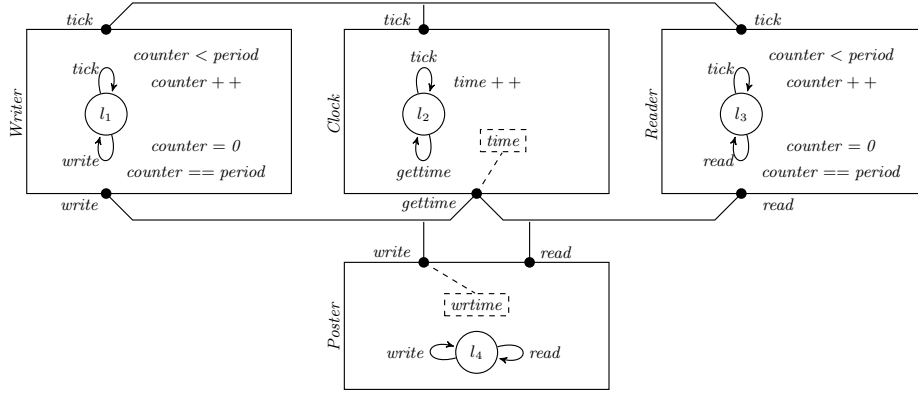 tick tick tick
Writer
counter < period
tick
counter + +
l1
counter = 0
write
counter == period
write
Clock
tick
time + +
l2
time
gettime
gettime
Reader
counter < period
tick
counter + +
l3
counter = 0
read
counter == period
read
write read
Poster
wrtime
write l4 read